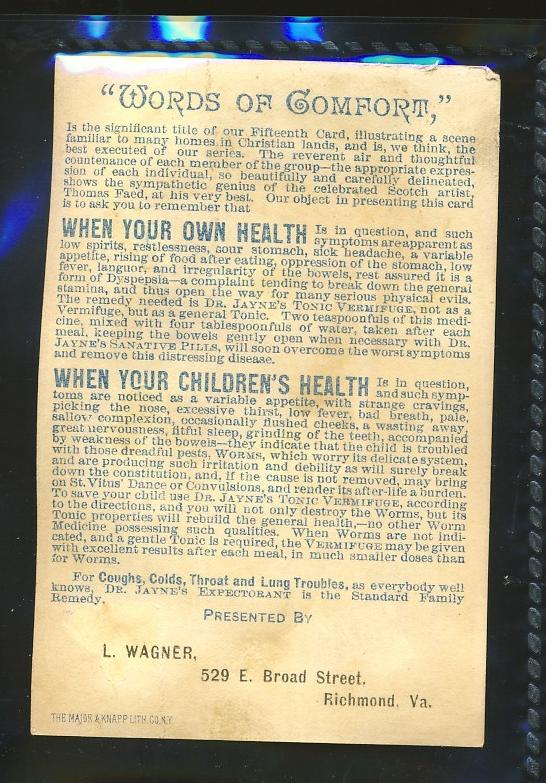 "WORDS OF COMFORT,"
Is the significant title of our Fifteenth Card, illustrating a scene
familiar to many homes in Christian lands, and is, we think, the
best executed of our series. The reverent air and thoughtful
countenance of each member of the group—the appropriate expres-
sion of each individual, so beautifully and carefully delineated,
shows the sympathetic genius of the celebrated Scotch artist,
Thomas Faed, at his very best. Our object in presenting this card
is to ask you to remember that
WHEN YOUR OWN HEALTH Is in question, and such
symptoms are apparent as
low spirits, restlessness, sour stomach, sick headache, a variable
appetite, rising of food after eating, oppression of the stomach, low
fever, languor, and irregularity of the bowels, rest assured it is a
form of Dyspepsia—a complaint tending to break down the general
stamina, and thus open the way for many serious physical evils.
The remedy needed is DR. JAYNE'S TONIC VERMIFUGE, not as a
Vermifuge, but as a general Tonic. Two teaspoonfuls of this medi-
cine, mixed with four tablespoonfuls of water, taken after each
meal, keeping the bowels gently open when necessary with DR.
JAYNE'S SANATIVE PILLS, will soon overcome the worst symptoms
and remove this distressing disease.
WHEN YOUR CHILDREN'S HEALTH Is in question,
and such symp-
toms are noticed as a variable appetite, with strange cravings,
picking the nose, excessive thirst, low fever, bad breath, pale,
sallow complexion, occasionally flushed cheeks, a wasting away,
great nervousness, fitful sleep, grinding of the teeth, accompanied
by weakness of the bowels—they indicate that the child is troubled
with those dreadful pests, WORMS, which worry its delicate system,
and are producing such irritation and debility as will surely break
down the constitution, and, if the cause is not removed, may bring
on St. Vitus' Dance or Convulsions, and render its after-life a burden.
To save your child use DR. JAYNE'S TONIC VERMIFUGE, according
to the directions, and you will not only destroy the Worms, but its
Tonic properties will rebuild the general health,—no other Worm
Medicine possessing such qualities. When Worms are not indi-
cated, and a gentle Tonic is required, the VERMIFUGE may be given
with excellent results after each meal, in much smaller doses than
for Worms.
For Coughs, Colds, Throat and Lung Troubles, as everybody well
knows, DR. JAYNE'S EXPECTORANT is the Standard Family
Remedy.
PRESENTED BY
L. WAGNER,
529 E. Broad Street,
Richmond, Va.
THE MAJOR & KNAPP LITH. CO. N.Y.